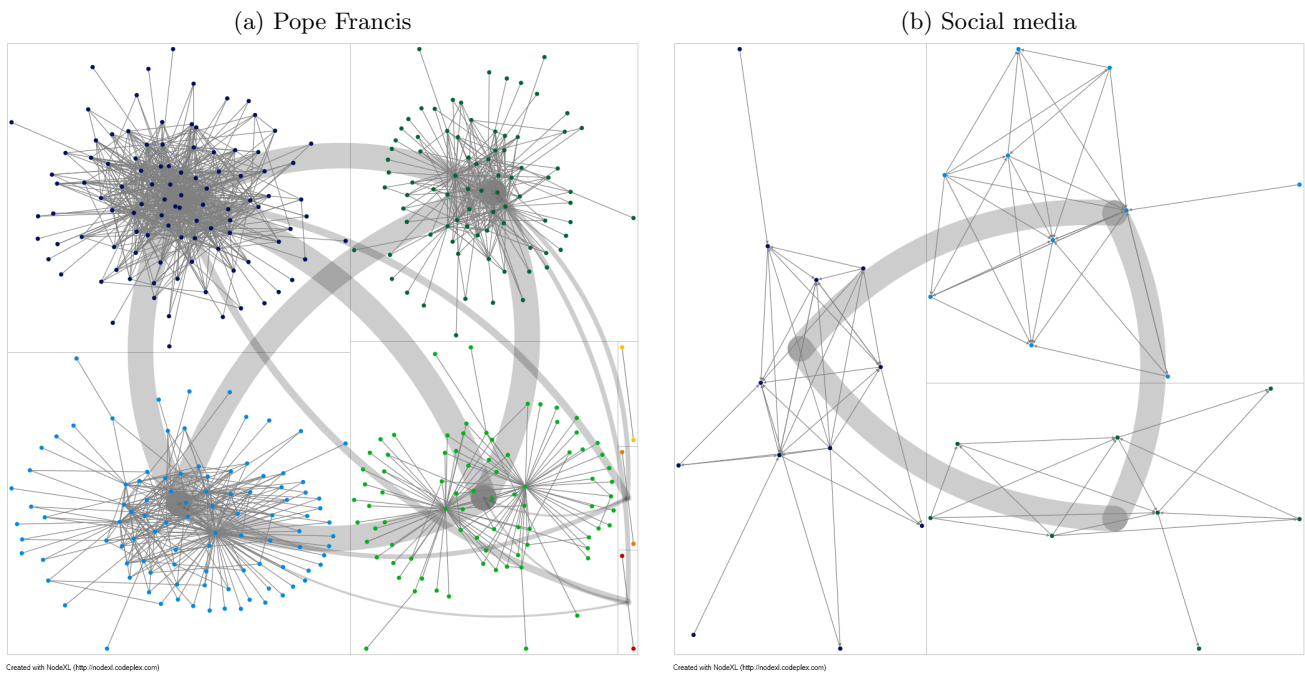 (a) Pope Francis
(b) Social media
Created with NodeXL (http://nodexl.codeplex.com)
Created with NodeXL (http://nodexl.codeplex.com)